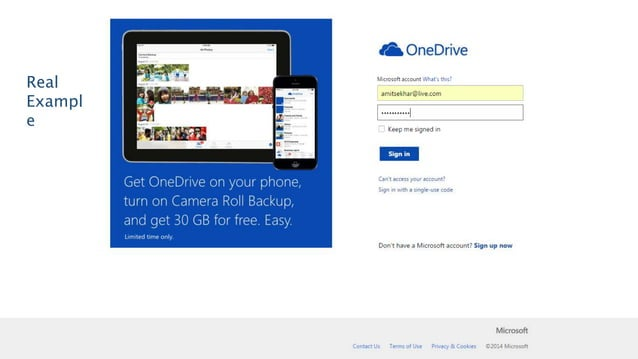 Real
Exampl
e
Get OneDrive on your phone,
turn on Camera Roll Backup,
and get 30 GB for free. Easy.
Limited time only.
OneDrive
Microsoft account What's this?
amitsekhar@live.com
Keep me signed in
Sign in
Can't access your account?
Sign in with a single-use code
Don't have a Microsoft account? Sign up now
Microsoft
Contact Us Terms of Use Privacy & Cookies ©2014 Microsoft